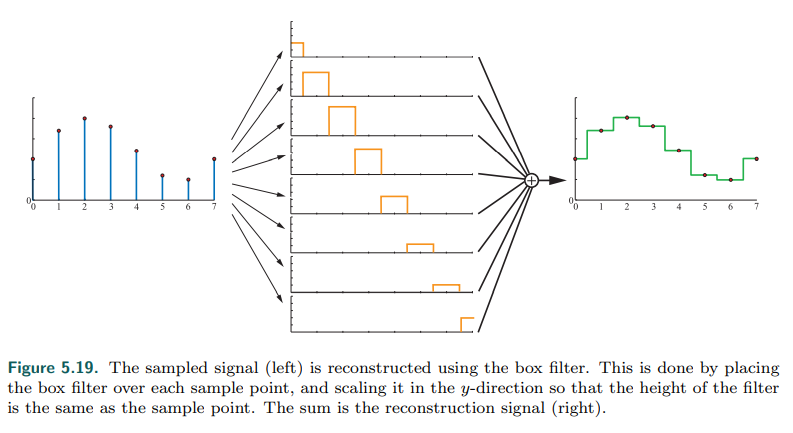 0
0 1 2 3 4 5 6 7
0
0 1 2 3 4 5 6 7
Figure 5.19. The sampled signal (left) is reconstructed using the box filter. This is done by placing
the box filter over each sample point, and scaling it in the y-direction so that the height of the filter
is the same as the sample point. The sum is the reconstruction signal (right).